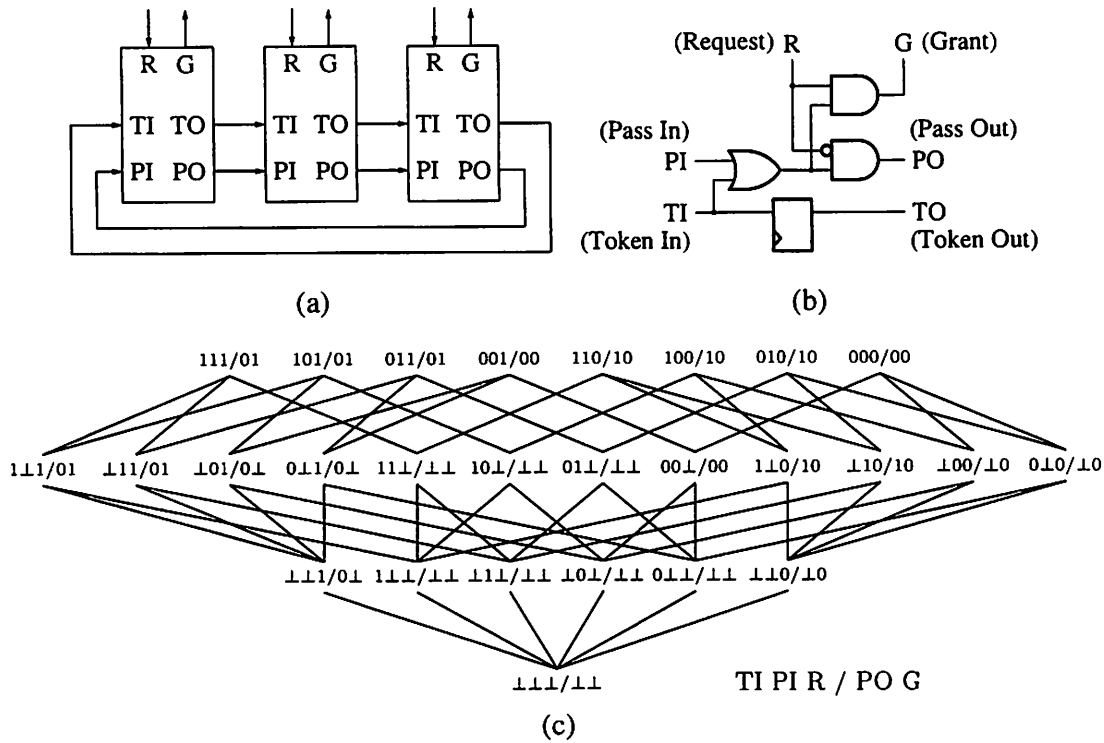 R G R G R G
TI TO TI TO TI TO
PI PO PI PO PI PO
(a)
(Request) R G (Grant)
(Pass In) (Pass Out)
PI PO
TI TO
(Token In) (Token Out)
(b)
111/01 101/01 011/01 001/00 110/10 100/10 010/10 000/00
1⊥1/01 ⊥11/01 ⊥01/0⊥ 0⊥1/0⊥ 11⊥/⊥⊥ 10⊥/⊥⊥ 01⊥/⊥⊥ 00⊥/00 1⊥0/10 ⊥10/10 ⊥00/⊥0 0⊥0/⊥0
⊥⊥1/0⊥ 1⊥⊥/⊥⊥ ⊥1⊥/⊥⊥ ⊥0⊥/⊥⊥ 0⊥⊥/⊥⊥ ⊥⊥0/⊥0
⊥⊥⊥/⊥⊥ TI PI R / PO G
(c)